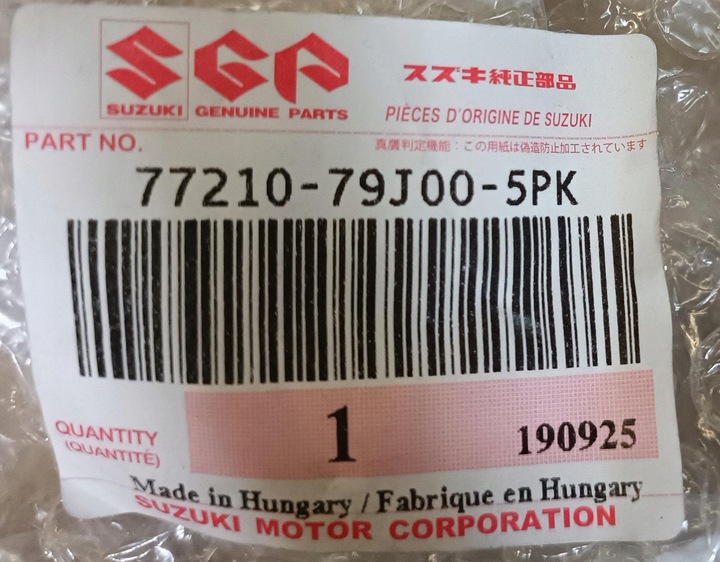 SGP
スズキ純正部品
SUZUKI GENUINE PARTS
PIÈCES D'ORIGINE DE SUZUKI
PART NO.
真贋判定機能:この用紙は偽造防止加工されています
77210-79J00-5PK
QUANTITY
(QUANTITÉ)
1
190925
Made in Hungary / Fabrique en Hungary
SUZUKI MOTOR CORPORATION